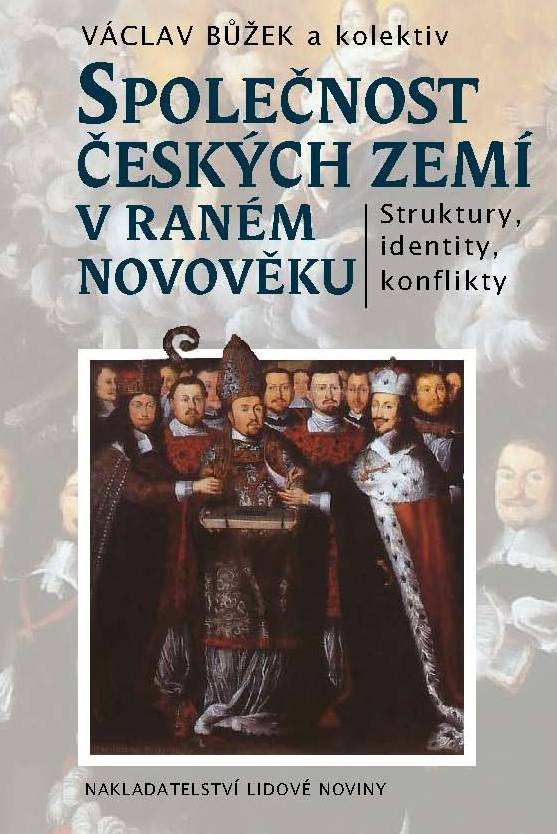 VÁCLAV BŮŽEK a kolektiv
SPOLEČNOST
ČESKÝCH ZEMÍ
V RANÉM
NOVOVĚKU
Struktury,
identity,
konflikty
NAKLADATELSTVÍ LIDOVÉ NOVINY